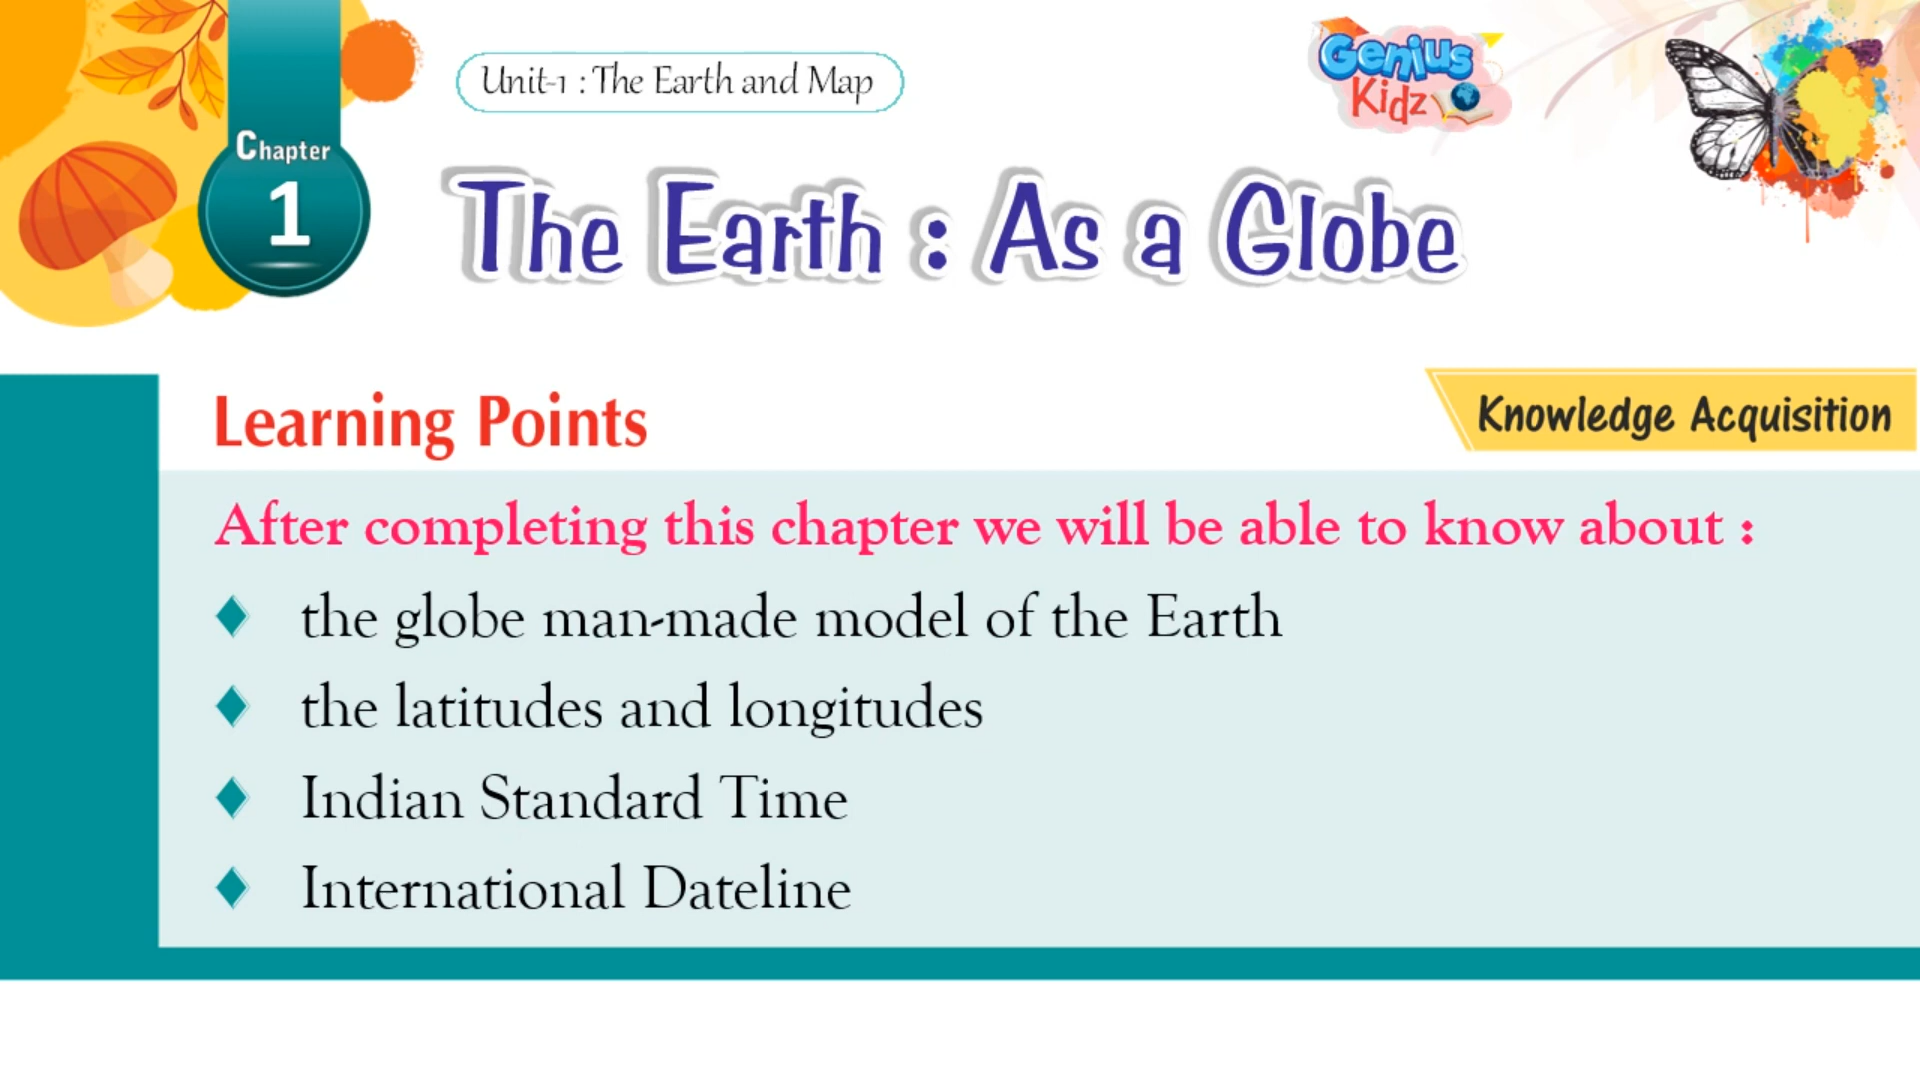 Unit-1 : The Earth and Map
Genius
Kidz
Chapter
1
The Earth : As a Globe
Learning Points
Knowledge Acquisition
After completing this chapter we will be able to know about :
the globe man-made model of the Earth
the latitudes and longitudes
Indian Standard Time
International Dateline